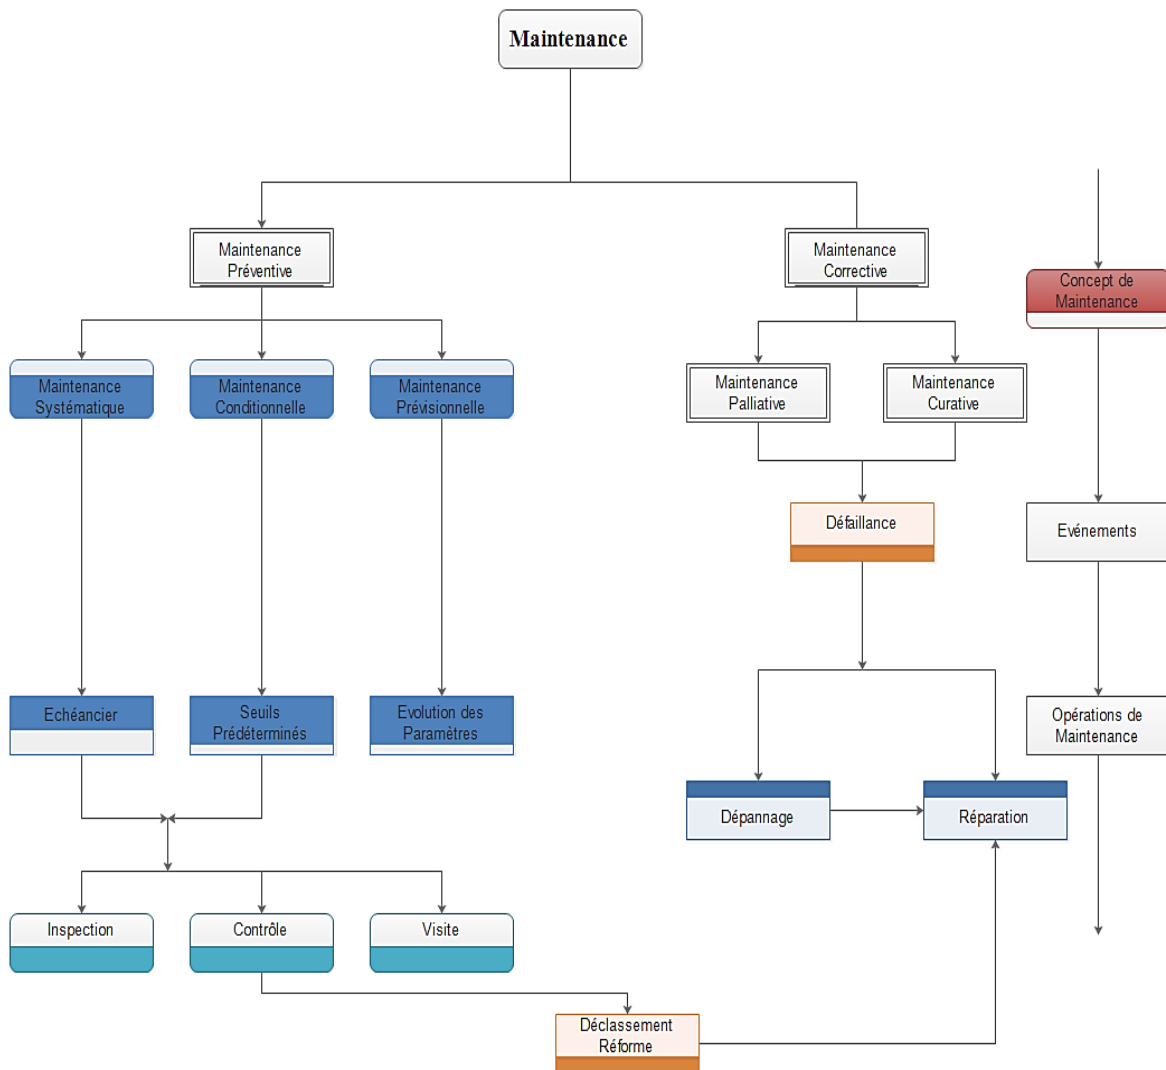 Maintenance
Maintenance
Préventive
Maintenance
Corrective
Concept de
Maintenance
Maintenance
Systématique
Maintenance
Conditionnelle
Maintenance
Prévisionnelle
Maintenance
Palliative
Maintenance
Curative
Défaillance
Evénements
Echéancier
Seuils
Prédéterminés
Evolution des
Paramètres
Opérations de
Maintenance
Dépannage
Réparation
Inspection
Contrôle
Visite
Déclassement
Réforme